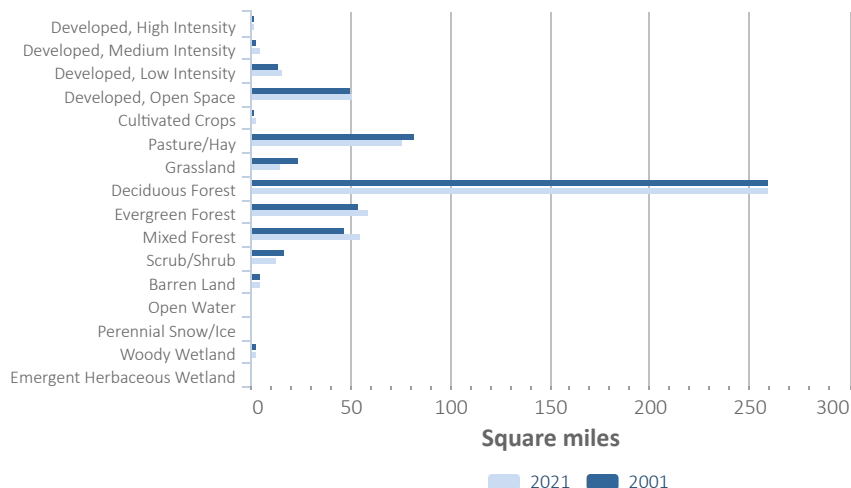 Developed, High Intensity
Developed, Medium Intensity
Developed, Low Intensity
Developed, Open Space
Cultivated Crops
Pasture/Hay
Grassland
Deciduous Forest
Evergreen Forest
Mixed Forest
Scrub/Shrub
Barren Land
Open Water
Perennial Snow/Ice
Woody Wetland
Emergent Herbaceous Wetland
0 50 100 150 200 250 300
Square miles
2021 2001